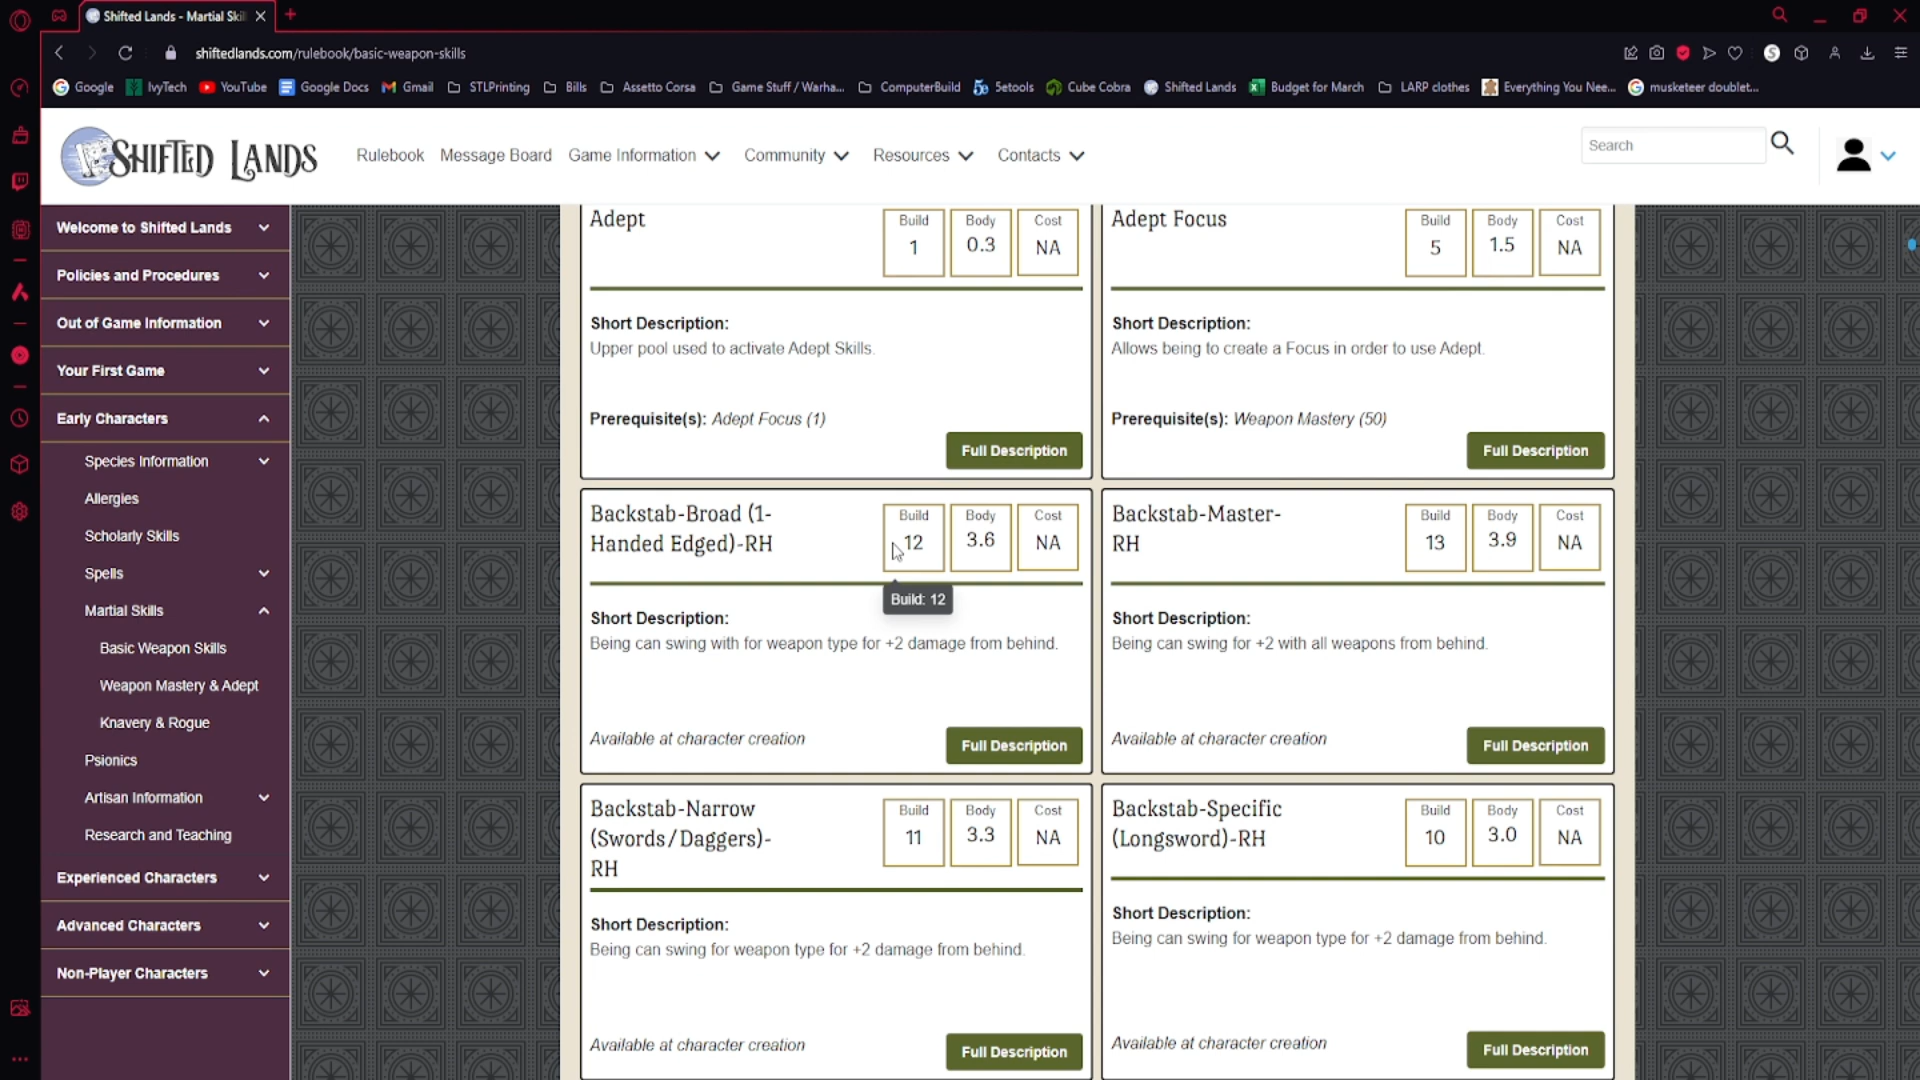 Shifted Lands - Martial Skil
shiftedlands.com/rulebook/basic-weapon-skills
Google IvyTech YouTube Google Docs Gmail STLPrinting Bills Assetto Corsa Game Stuff / Warha... ComputerBuild 5etools Cube Cobra Shifted Lands Budget for March LARP clothes Everything You Nee... musketeer doublet...
SHIFTED LANDS
Rulebook Message Board Game Information Community Resources Contacts
Search
Welcome to Shifted Lands
Policies and Procedures
Out of Game Information
Your First Game
Early Characters
Species Information
Allergies
Scholarly Skills
Spells
Martial Skills
Basic Weapon Skills
Weapon Mastery & Adept
Knavery & Rogue
Psionics
Artisan Information
Research and Teaching
Experienced Characters
Advanced Characters
Non-Player Characters
Adept
Build
1
Body
0.3
Cost
NA
Short Description:
Upper pool used to activate Adept Skills.
Prerequisite(s): Adept Focus (1)
Full Description
Adept Focus
Build
5
Body
1.5
Cost
NA
Short Description:
Allows being to create a Focus in order to use Adept.
Prerequisite(s): Weapon Mastery (50)
Full Description
Backstab-Broad (1-
Handed Edged)-RH
Build
12
Body
3.6
Cost
NA
Build: 12
Short Description:
Being can swing with for weapon type for +2 damage from behind.
Available at character creation
Full Description
Backstab-Master-
RH
Build
13
Body
3.9
Cost
NA
Short Description:
Being can swing for +2 with all weapons from behind.
Available at character creation
Full Description
Backstab-Narrow
(Swords/Daggers)-
RH
Build
11
Body
3.3
Cost
NA
Short Description:
Being can swing for weapon type for +2 damage from behind.
Available at character creation
Full Description
Backstab-Specific
(Longsword)-RH
Build
10
Body
3.0
Cost
NA
Short Description:
Being can swing for weapon type for +2 damage from behind.
Available at character creation
Full Description